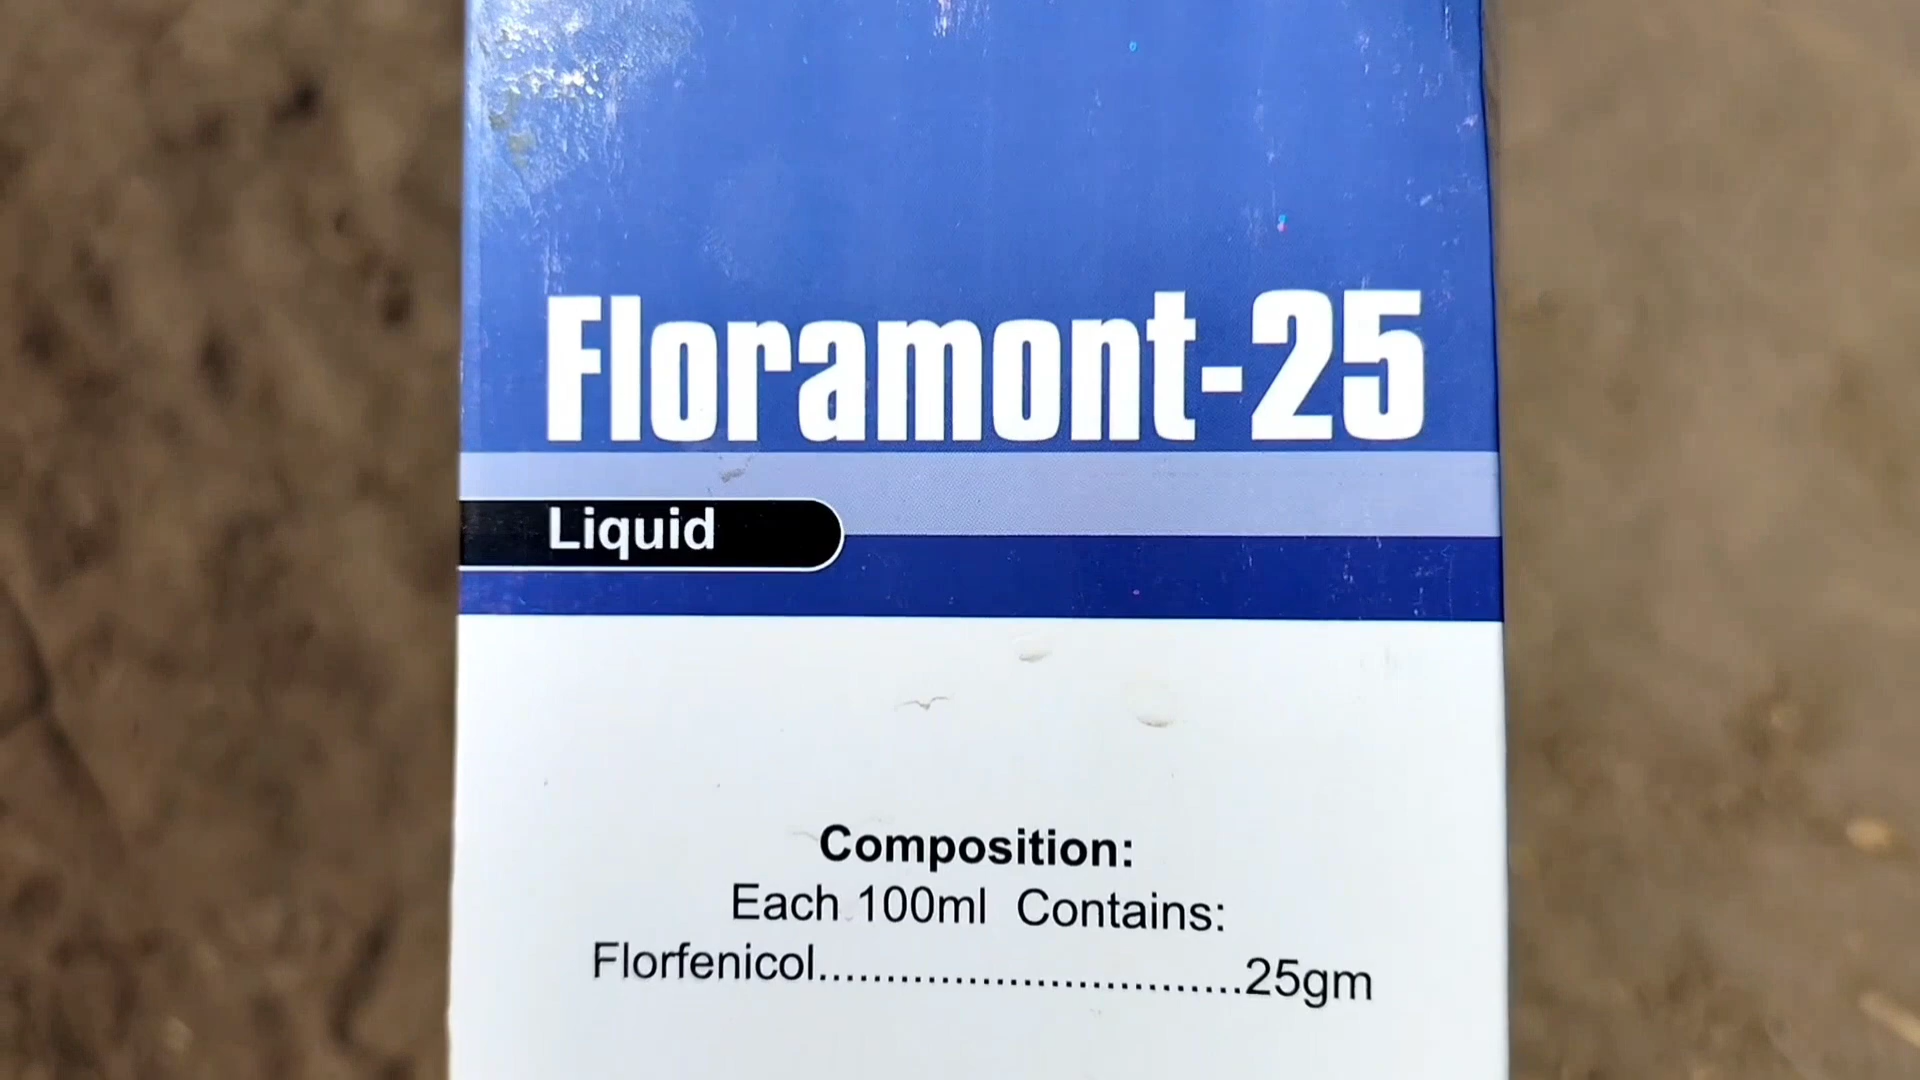 Floramont-25
Liquid
Composition:
Each 100ml Contains:
Florfenicol................................25gm